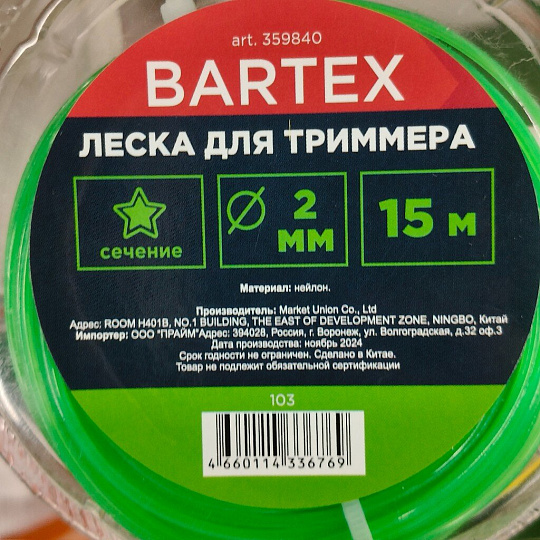 art. 359840
BARTEX
ЛЕСКА ДЛЯ ТРИММЕРА
сечение
2 мм
15 м
Материал: нейлон.
Производитель: Market Union Co., Ltd
Адрес: ROOM H401B, NO.1 BUILDING, THE EAST OF DEVELOPMENT ZONE, NINGBO, Китай
Импортер: ООО "ПРАЙМ"Адрес: 394028, Россия, г. Воронеж, ул. Волгоградская, д.32 оф.3
Дата производства: ноябрь 2024
Срок годности не ограничен. Сделано в Китае.
Товар не подлежит обязательной сертификации
103
4 660114 336769